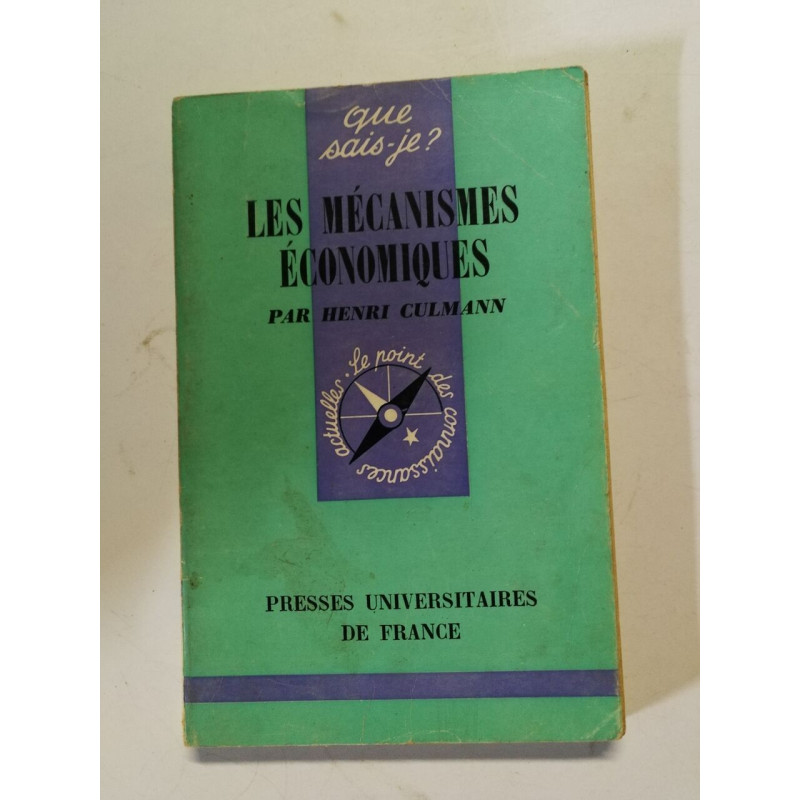 que
sais-je?
LES MÉCANISMES
ÉCONOMIQUES
PAR HENRI CULMANN
Le point des connaissances actuelles.
PRESSES UNIVERSITAIRES
DE FRANCE